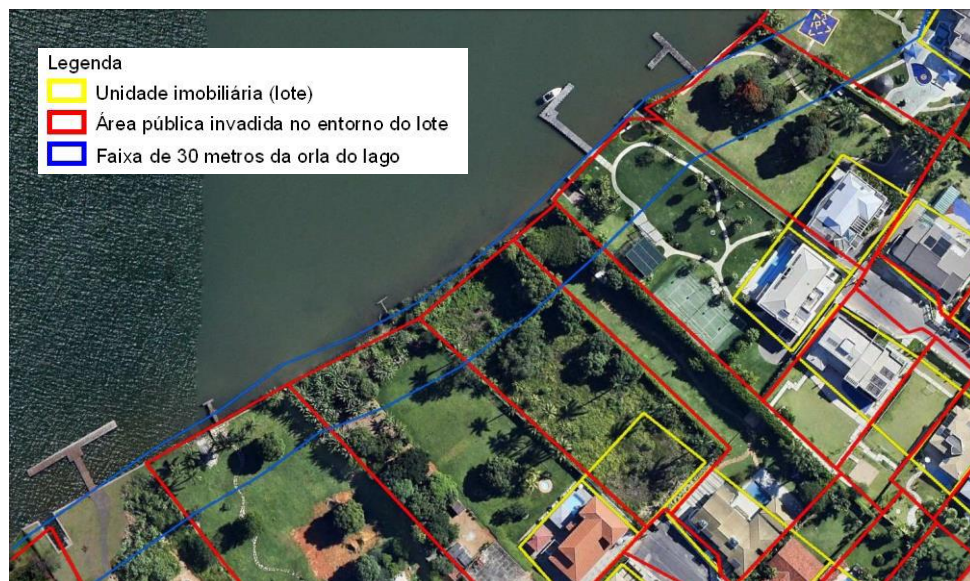 Legenda
Unidade imobiliária (lote)
Área pública invadida no entorno do lote
Faixa de 30 metros da orla do lago